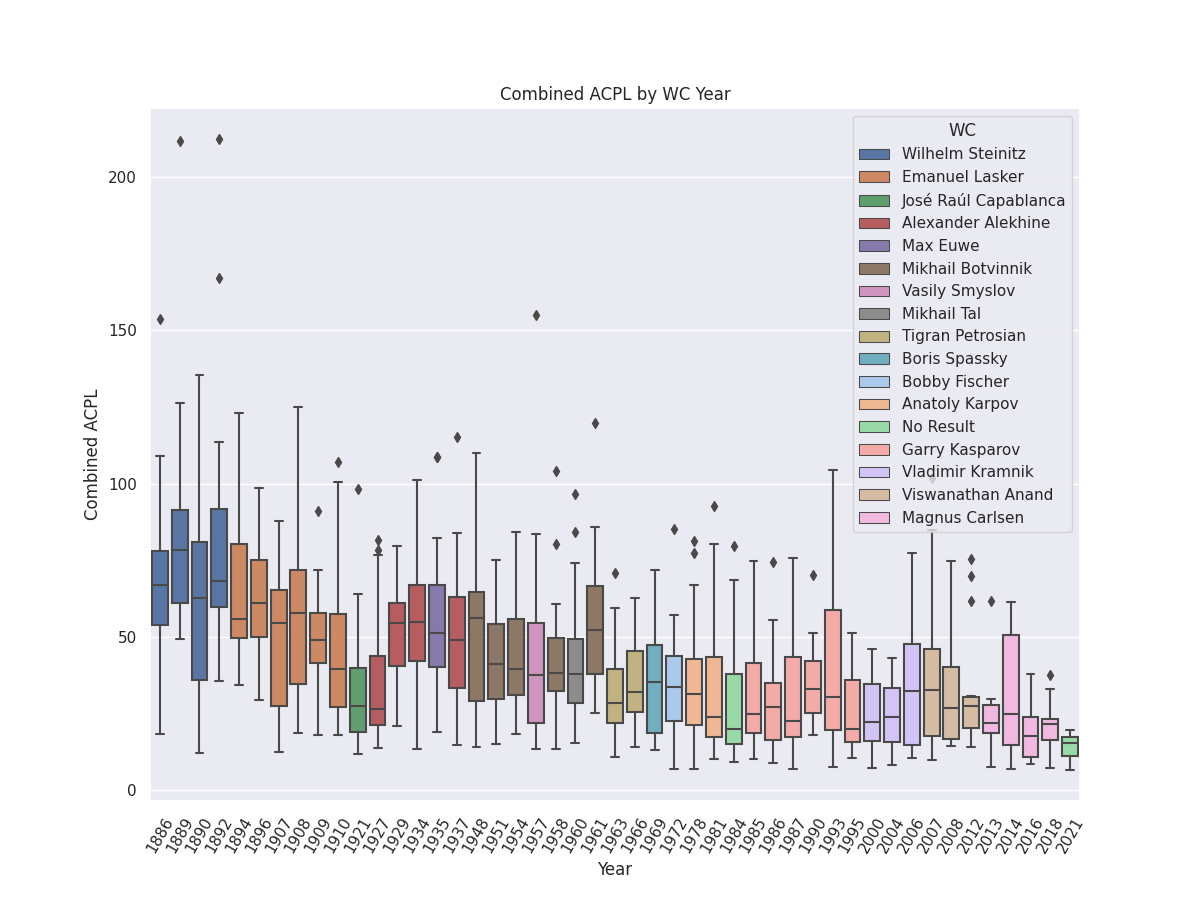 Combined ACPL by WC Year
WC
Wilhelm Steinitz
Emanuel Lasker
José Raúl Capablanca
Alexander Alekhine
Max Euwe
Mikhail Botvinnik
Vasily Smyslov
Mikhail Tal
Tigran Petrosian
Boris Spassky
Bobby Fischer
Anatoly Karpov
No Result
Garry Kasparov
Vladimir Kramnik
Viswanathan Anand
Magnus Carlsen
Combined ACPL
200
150
100
50
0
1886 1889 1890 1892 1894 1896 1907 1908 1909 1910 1921 1927 1929 1934 1935 1937 1948 1951 1954 1957 1958 1960 1961 1963 1966 1969 1972 1978 1981 1984 1985 1986 1987 1990 1993 1995 2000 2004 2006 2007 2008 2012 2013 2014 2016 2018 2021
Year